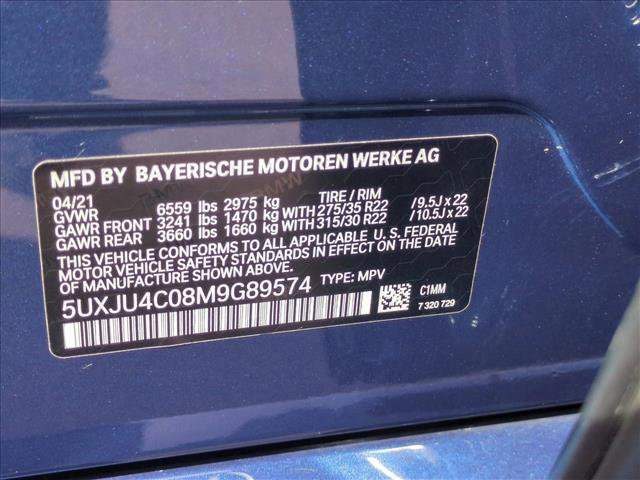 MFD BY BAYERISCHE MOTOREN WERKE AG
04/21 TIRE / RIM
GVWR 6559 lbs 2975 kg
GAWR FRONT 3241 lbs 1470 kg WITH 275/35 R22 /9.5J x 22
GAWR REAR 3660 lbs 1660 kg WITH 315/30 R22 /10.5J x 22
THIS VEHICLE CONFORMS TO ALL APPLICABLE U. S. FEDERAL
MOTOR VEHICLE SAFETY STANDARDS IN EFFECT ON THE DATE
OF MANUFACTURE SHOWN ABOVE.
5UXJU4C08M9G89574 TYPE: MPV
C1MM
7 320 729